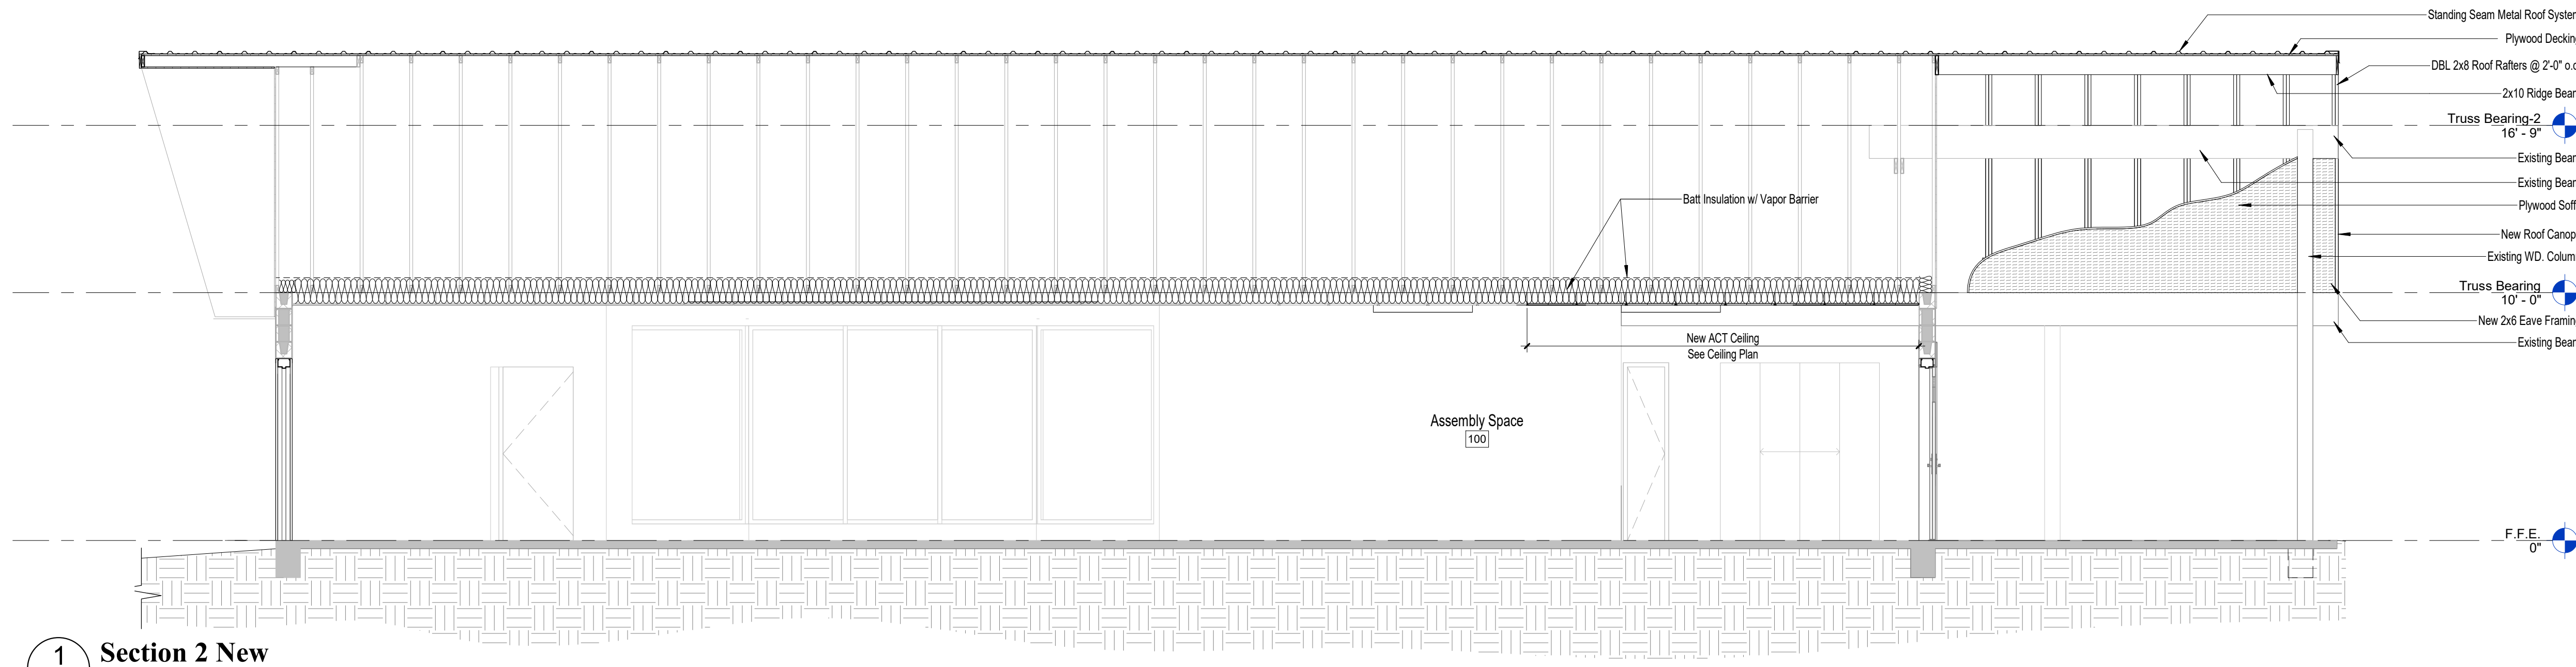 Standing Seam Metal Roof System
Plywood Decking
DBL 2x8 Roof Rafters @ 2'-0" o.c
2x10 Ridge Bear
Truss Bearing-2
16' - 9"
Existing Bear
Existing Bear
Batt Insulation w/ Vapor Barrier
Plywood Soff
New Roof Canop
Existing WD. Colum
Truss Bearing
10' - 0"
New 2x6 Eave Framin
New ACT Ceiling
Existing Bear
See Ceiling Plan
Assembly Space
100
F.F.E.
0"
1
Section 2 New